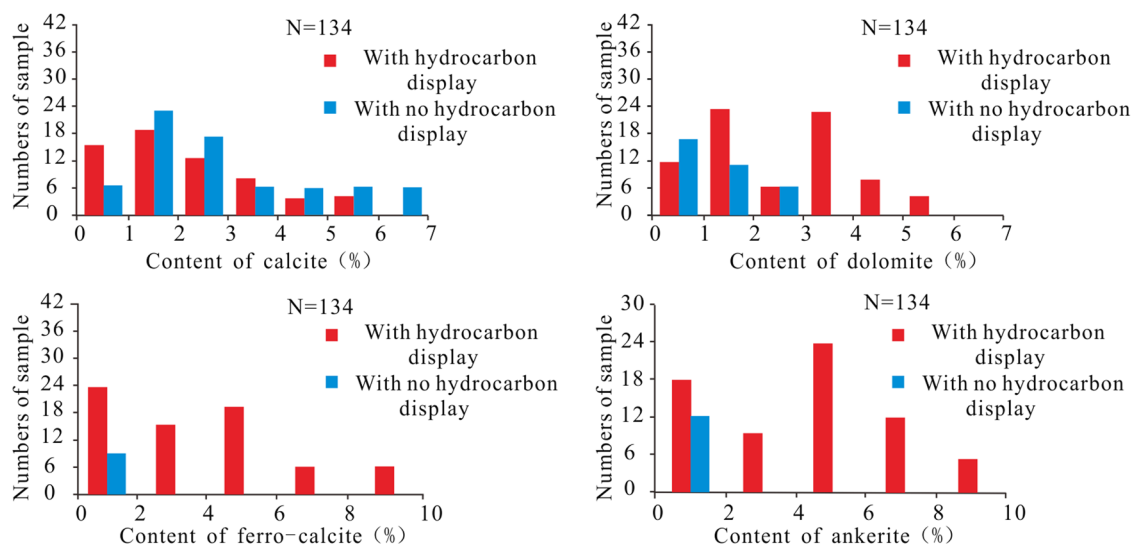 Numbers of sample
42
36
30
24
18
12
6
0
N=134
With hydrocarbon
display
With no hydrocarbon
display
0 1 2 3 4 5 6 7
Content of calcite (%)
Numbers of sample
42
36
30
24
18
12
6
0
N=134
With hydrocarbon
display
With no hydrocarbon
display
0 1 2 3 4 5 6 7
Content of dolomite (%)
Numbers of sample
42
36
30
24
18
12
6
0
N=134
With hydrocarbon
display
With no hydrocarbon
display
0 2 4 6 8 10
Content of ferro-calcite (%)
Numbers of sample
30
24
18
12
6
0
N=134
With hydrocarbon
display
With no hydrocarbon
display
0 2 4 6 8 10
Content of ankerite (%)